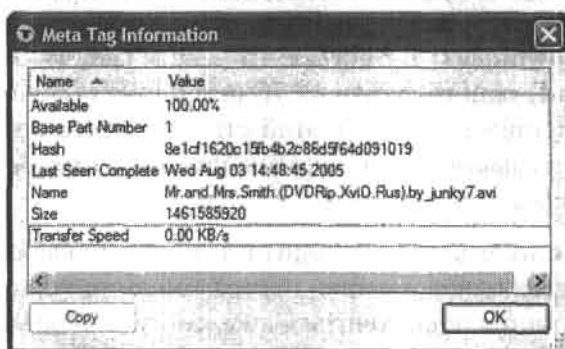 Meta Tag Information
Name Value
Available 100.00%
Base Part Number 1
Hash 8e1cf1620c15fb4b2c86d5f64d091019
Last Seen Complete Wed Aug 03 14:48:45 2005
Name Mr.and.Mrs.Smith.(DVDRip.XviD.Rus).by_junky7.avi
Size 1461585920
Transfer Speed 0.00 KB/s
Copy OK